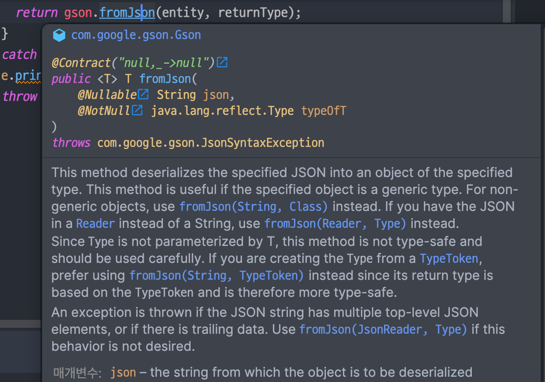 return gson.fromJson(entity, returnType);
}
com.google.gson.Gson
@Contract("null,_->null")
public <T> T fromJson(
@Nullable String json,
@NotNull java.lang.reflect.Type typeOfT
)
throws com.google.gson.JsonSyntaxException
catch
e.prin
throw
This method deserializes the specified JSON into an object of the specified
type. This method is useful if the specified object is a generic type. For non-
generic objects, use fromJson(String, Class) instead. If you have the JSON
in a Reader instead of a String, use fromJson(Reader, Type) instead.
Since Type is not parameterized by T, this method is not type-safe and
should be used carefully. If you are creating the Type from a TypeToken,
prefer using fromJson(String, TypeToken) instead since its return type is
based on the TypeToken and is therefore more type-safe.
An exception is thrown if the JSON string has multiple top-level JSON
elements, or if there is trailing data. Use fromJson(JsonReader, Type) if this
behavior is not desired.
매개변수: json – the string from which the object is to be deserialized